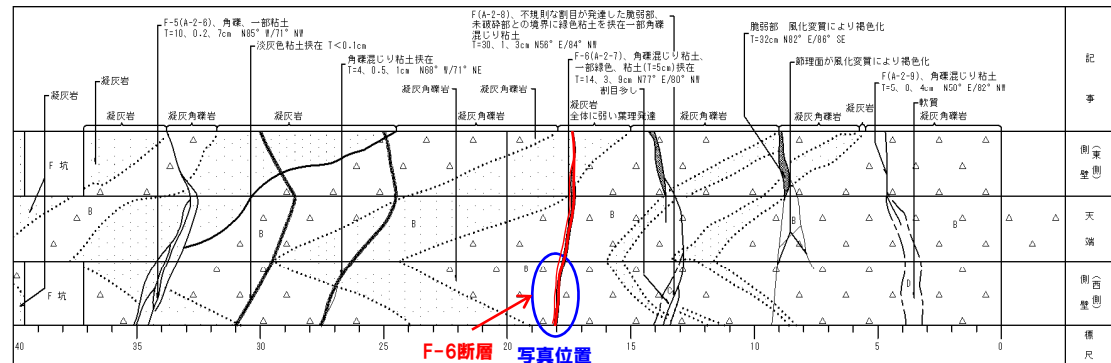 F-5(A-2-6)、角礫、一部粘土
T=10、0.2、7cm N85°W/71°NW
淡灰色粘土挟在 T<0.1cm
角礫混じり粘土挟在
T=4、0.5、1cm N68°W/71°NE
F(A-2-8)、不規則な割目が発達した脆弱部、
未破砕部との境界に緑色粘土を挟在一部角礫
混じり粘土
T=30、1、3cm N56°E/84°NW
F-6(A-2-7)、角礫混じり粘土、
一部緑色、粘土(T=5cm)挟在
T=14、3、9cm N77°E/80°NW
割目多し
脆弱部 風化変質により褐色化
T=32cm N82°E/86°SE
節理面が風化変質により褐色化
F(A-2-9)、角礫混じり粘土
T=5、0、4cm N50°E/82°NW
軟質
凝灰岩
凝灰岩
凝灰岩
凝灰角礫岩
凝灰岩
凝灰角礫岩
凝灰角礫岩
凝灰角礫岩
凝灰岩
全体に弱い葉理発達
凝灰角礫岩
凝灰角礫岩
凝灰岩
凝灰角礫岩
記事
側壁(東側)
天端
側壁(西側)
標尺
F坑
F坑
B
B
B
B
B
B
D
F-6断層
写真位置
40 35 30 25 20 15 10 5 0